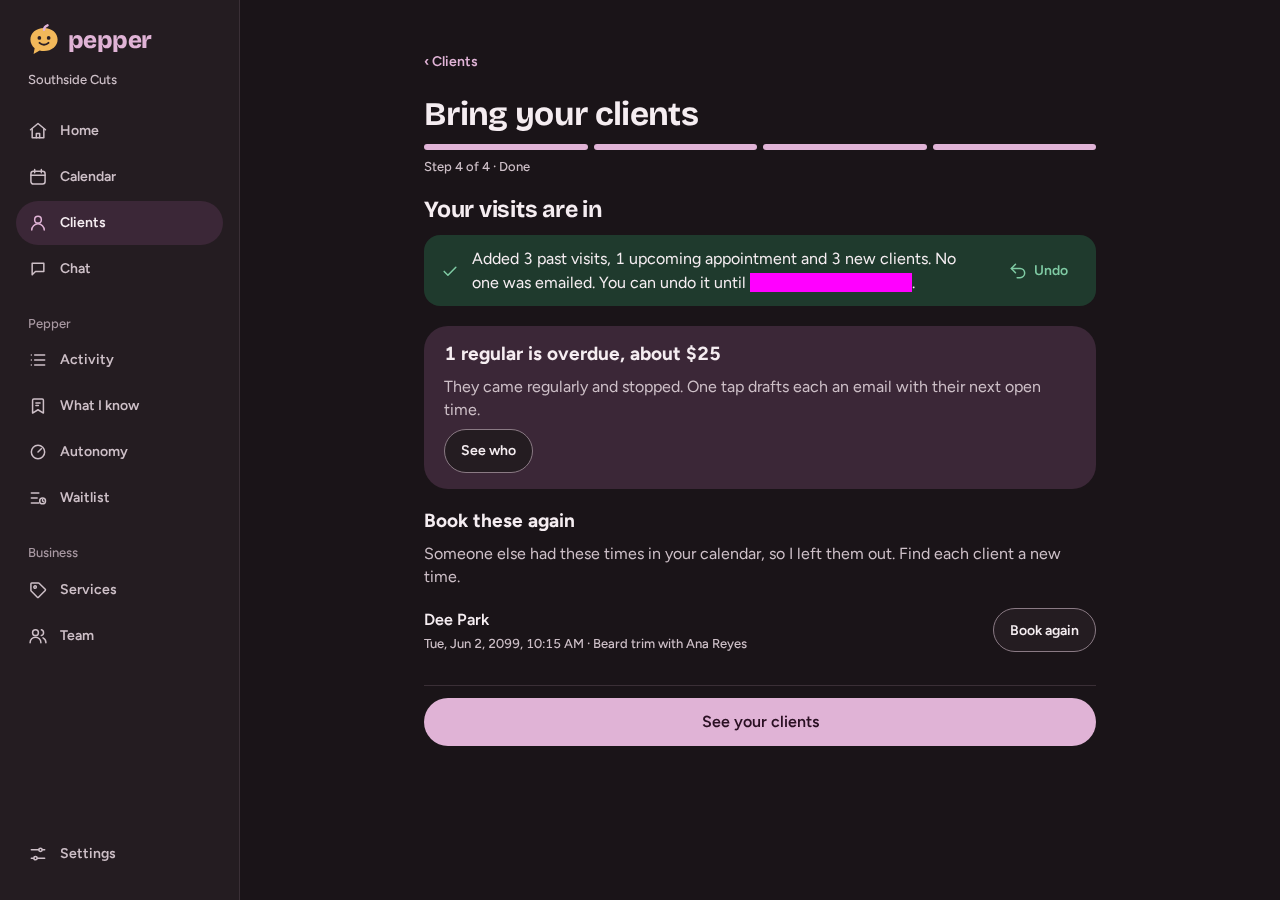 pepper
Southside Cuts
Home
Calendar
Clients
Chat
Pepper
Activity
What I know
Autonomy
Waitlist
Business
Services
Team
Settings
‹ Clients
Bring your clients
Step 4 of 4 · Done
Your visits are in
Added 3 past visits, 1 upcoming appointment and 3 new clients. No
one was emailed. You can undo it until .
Undo
1 regular is overdue, about $25
They came regularly and stopped. One tap drafts each an email with their next open
time.
See who
Book these again
Someone else had these times in your calendar, so I left them out. Find each client a new
time.
Dee Park
Tue, Jun 2, 2099, 10:15 AM · Beard trim with Ana Reyes
Book again
See your clients